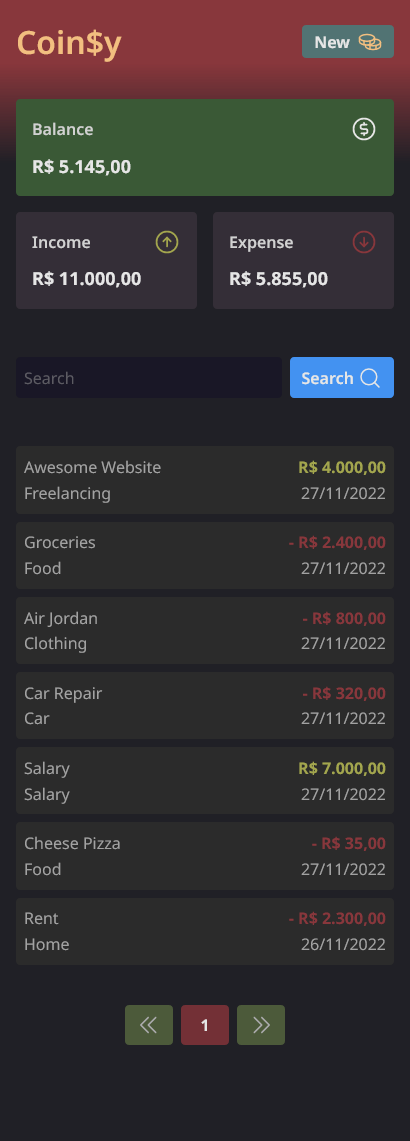 Coin$y
New
Balance
R$ 5.145,00
Income
R$ 11.000,00
Expense
R$ 5.855,00
Search
Search
Awesome Website R$ 4.000,00
Freelancing 27/11/2022
Groceries - R$ 2.400,00
Food 27/11/2022
Air Jordan - R$ 800,00
Clothing 27/11/2022
Car Repair - R$ 320,00
Car 27/11/2022
Salary R$ 7.000,00
Salary 27/11/2022
Cheese Pizza - R$ 35,00
Food 27/11/2022
Rent - R$ 2.300,00
Home 26/11/2022
1